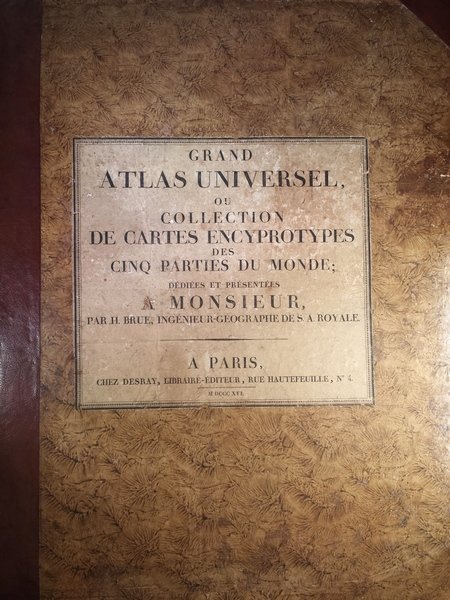 GRAND
ATLAS UNIVERSEL,
OU
COLLECTION
DE CARTES ENCYPROTYPES
DES
CINQ PARTIES DU MONDE;
DÉDIÉES ET PRÉSENTÉES
A MONSIEUR,
PAR H. BRUE, INGÉNIEUR-GÉOGRAPHE DE S. A ROYALE.
A PARIS,
CHEZ DESRAY, LIBRAIRE-ÉDITEUR, RUE HAUTEFEUILLE, Nº 4.
M DCCC XVI.